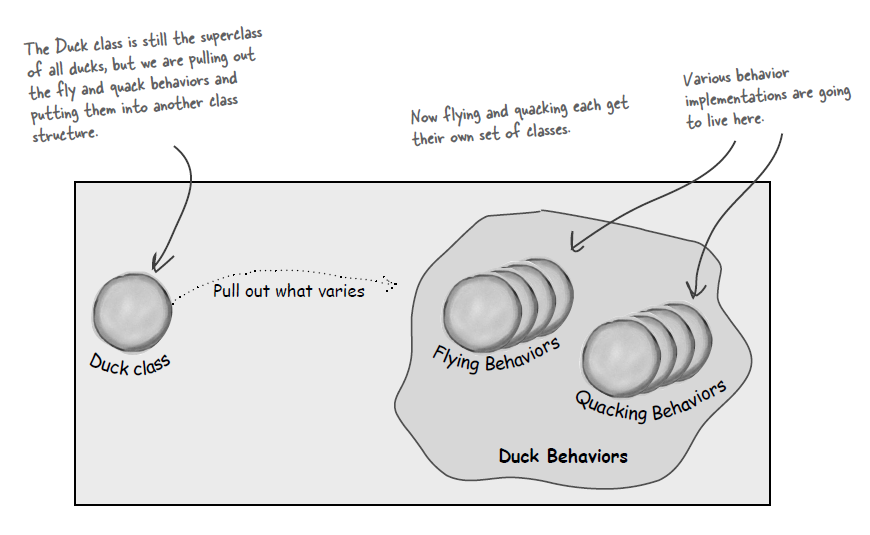 The Duck class is still the superclass
of all ducks, but we are pulling out
the fly and quack behaviors and
putting them into another class
structure.
Now flying and quacking each get
their own set of classes.
Various behavior
implementations are going
to live here.
Pull out what varies
Duck class
Flying Behaviors
Quacking Behaviors
Duck Behaviors